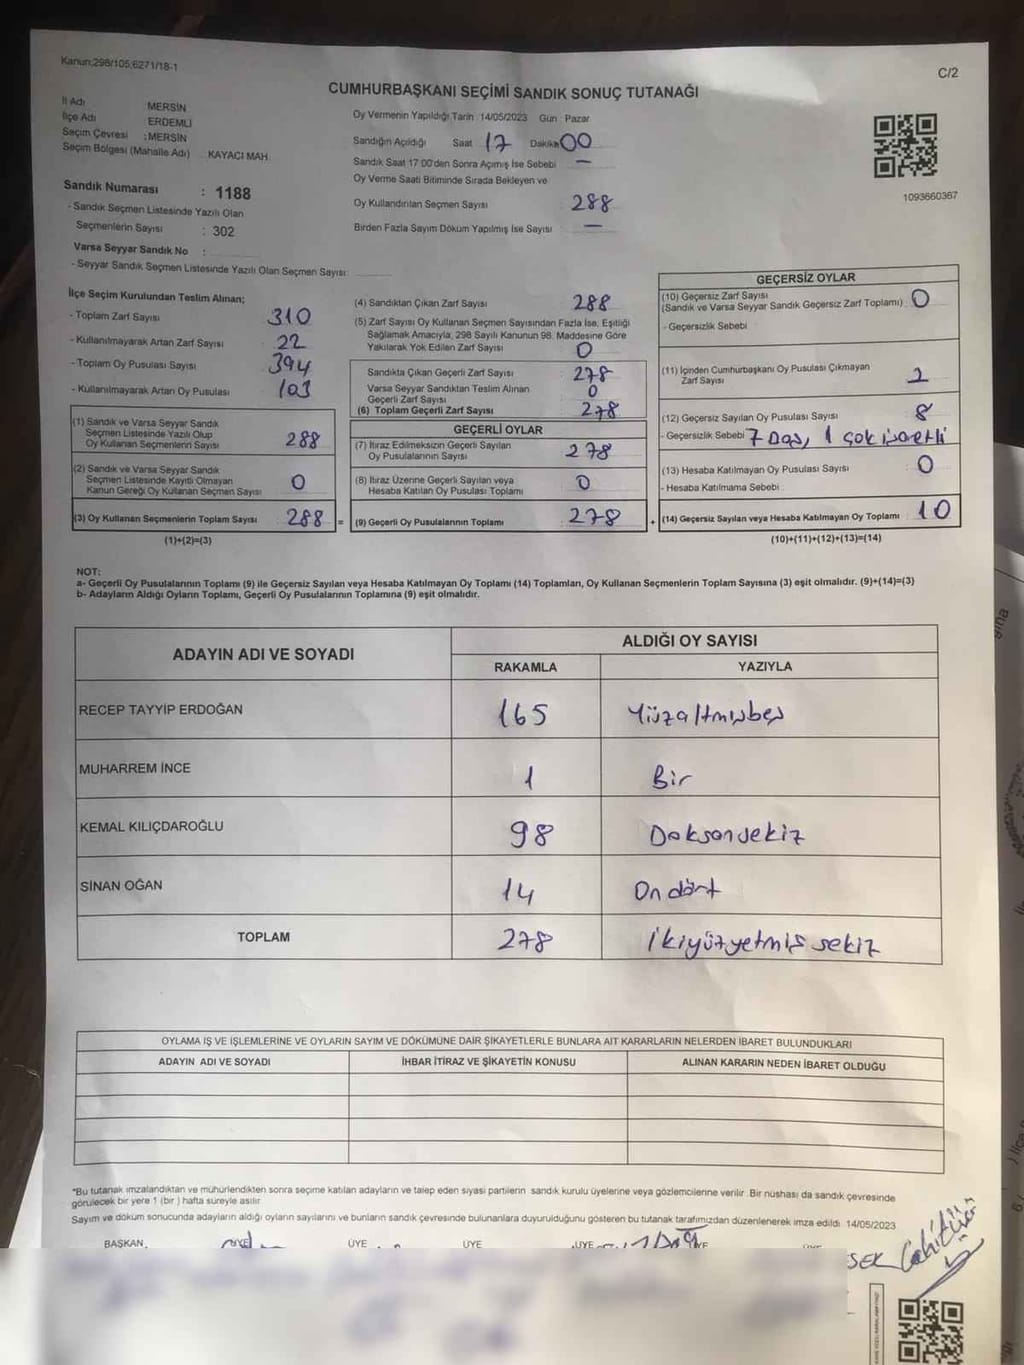 Kanun;298/105;6271/18-1
C/2
CUMHURBAŞKANI SEÇİMİ SANDIK SONUÇ TUTANAĞI
İl Adı MERSİN
İlçe Adı ERDEMLİ
Seçim Çevresi :MERSİN
Seçim Bölgesi (Mahalle Adı) KAYACI MAH.
Oy Vermenin Yapıldığı Tarih 14/05/2023 Gün : Pazar
Sandığın Açıldığı Saat 17 Dakika 00
Sandık Saat 17:00'den Sonra Açımış İse Sebebi —
Oy Verme Saati Bitiminde Sırada Bekleyen ve
Oy Kullandırılan Seçmen Sayısı 288
Birden Fazla Sayım Döküm Yapılmış İse Sayısı —
1093660367
Sandık Numarası : 1188
- Sandık Seçmen Listesinde Yazılı Olan
Seçmenlerin Sayısı : 302
Varsa Seyyar Sandık No :
- Seyyar Sandık Seçmen Listesinde Yazılı Olan Seçmen Sayısı:
İlçe Seçim Kurulundan Teslim Alınan;
- Toplam Zarf Sayısı 310
- Kullanılmayarak Artan Zarf Sayısı 22
- Toplam Oy Pusulası Sayısı 394
- Kullanılmayarak Artan Oy Pusulası 103
(1) Sandık ve Varsa Seyyar Sandık
Seçmen Listesinde Yazılı Olup
Oy Kullanan Seçmenlerin Sayısı 288
(2) Sandık ve Varsa Seyyar Sandık
Seçmen Listesinde Kayıtlı Olmayan
Kanun Gereği Oy Kullanan Seçmen Sayısı 0
(3) Oy Kullanan Seçmenlerin Toplam Sayısı 288 =
(1)+(2)=(3)
(4) Sandıktan Çıkan Zarf Sayısı 288
(5) Zarf Sayısı Oy Kullanan Seçmen Sayısından Fazla İse, Eşitliği
Sağlamak Amacıyla, 298 Sayılı Kanunun 98. Maddesine Göre
Yakılarak Yok Edilen Zarf Sayısı 0
Sandıkta Çıkan Geçerli Zarf Sayısı 278
Varsa Seyyar Sandıktan Teslim Alınan
Geçerli Zarf Sayısı 0
(6) Toplam Geçerli Zarf Sayısı 278
GEÇERLİ OYLAR
(7) İtiraz Edilmeksizin Geçerli Sayılan
Oy Pusulalarının Sayısı 278
(8) İtiraz Üzerine Geçerli Sayılan veya
Hesaba Katılan Oy Pusulası Toplamı 0
(9) Geçerli Oy Pusulalarının Toplamı 278 +
GEÇERSİZ OYLAR
(10) Geçersiz Zarf Sayısı
(Sandık ve Varsa Seyyar Sandık Geçersiz Zarf Toplamı) 0
- Geçersizlik Sebebi
(11) İçinden Cumhurbaşkanı Oy Pusulası Çıkmayan
Zarf Sayısı 2
(12) Geçersiz Sayılan Oy Pusulası Sayısı 8
- Geçersizlik Sebebi 7 boş, 1 çok işaretli
(13) Hesaba Katılmayan Oy Pusulası Sayısı 0
- Hesaba Katılmama Sebebi
(14) Geçersiz Sayılan veya Hesaba Katılmayan Oy Toplamı 10
(10)+(11)+(12)+(13)=(14)
NOT:
a- Geçerli Oy Pusulalarının Toplamı (9) ile Geçersiz Sayılan veya Hesaba Katılmayan Oy Toplamı (14) Toplamları, Oy Kullanan Seçmenlerin Toplam Sayısına (3) eşit olmalıdır. (9)+(14)=(3)
b- Adayların Aldığı Oyların Toplamı, Geçerli Oy Pusulalarının Toplamına (9) eşit olmalıdır.
ADAYIN ADI VE SOYADI
ALDIĞI OY SAYISI
RAKAMLA YAZIYLA
RECEP TAYYİP ERDOĞAN 165 Yüzaltmışbeş
MUHARREM İNCE 1 Bir
KEMAL KILIÇDAROĞLU 98 Doksansekiz
SİNAN OĞAN 14 On dört
TOPLAM 278 İkiyüzyetmiş sekiz
OYLAMA İŞ VE İŞLEMLERİNE VE OYLARIN SAYIM VE DÖKÜMÜNE DAİR ŞİKAYETLERLE BUNLARA AİT KARARLARIN NELERDEN İBARET BULUNDUKLARI
ADAYIN ADI VE SOYADI İHBAR İTİRAZ VE ŞİKAYETİN KONUSU ALINAN KARARIN NEDEN İBARET OLDUĞU
"Bu tutanak imzalandıktan ve mühürlendikten sonra seçime katılan adayların ve talep eden siyasi partilerin sandık kurulu üyelerine veya gözlemcilerine verilir. Bir nüshası da sandık çevresinde
görülecek bir yere 1 (bir ) hafta süreyle asılır
Sayım ve döküm sonucunda adayların aldığı oyların sayılarını ve bunların sandık çevresinde bulunanlara duyurulduğunu gösteren bu tutanak tarafımızdan düzenlenerek imza edildi. 14/05/2023
BAŞKAN ÜYE ÜYE ÜYE